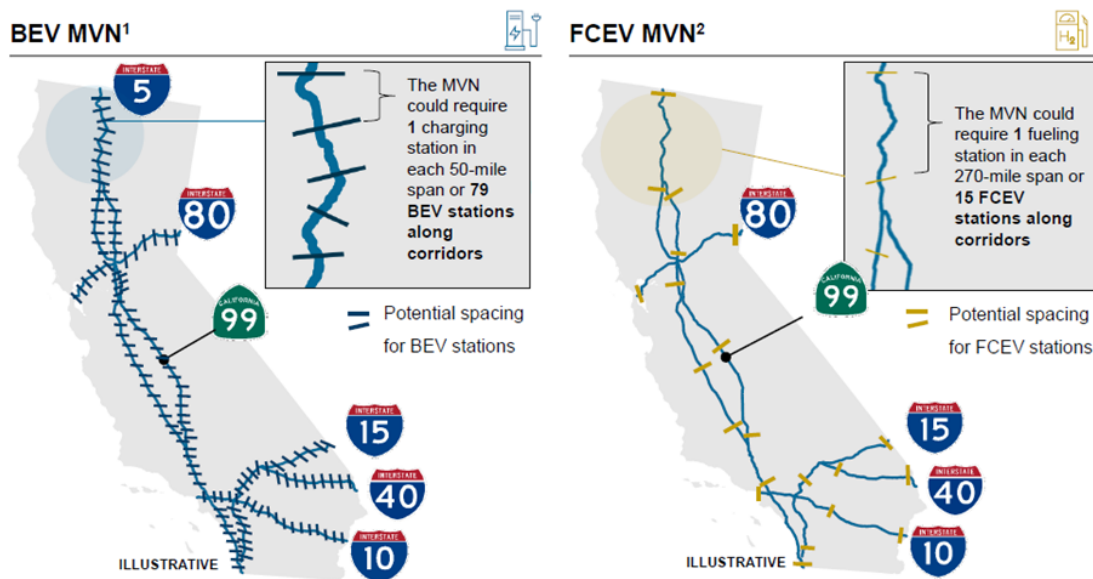 BEV MVN1
INTERSTATE
5
The MVN
could require
1 charging
station in
each 50-mile
span or 79
BEV stations
along
corridors
INTERSTATE
80
CALIFORNIA
99
Potential spacing
for BEV stations
INTERSTATE
15
INTERSTATE
40
INTERSTATE
10
ILLUSTRATIVE
FCEV MVN2
H2
The MVN could
require 1 fueling
station in each
270-mile span or
15 FCEV
stations along
corridors
INTERSTATE
80
CALIFORNIA
99
Potential spacing
for FCEV stations
INTERSTATE
15
INTERSTATE
40
INTERSTATE
10
ILLUSTRATIVE